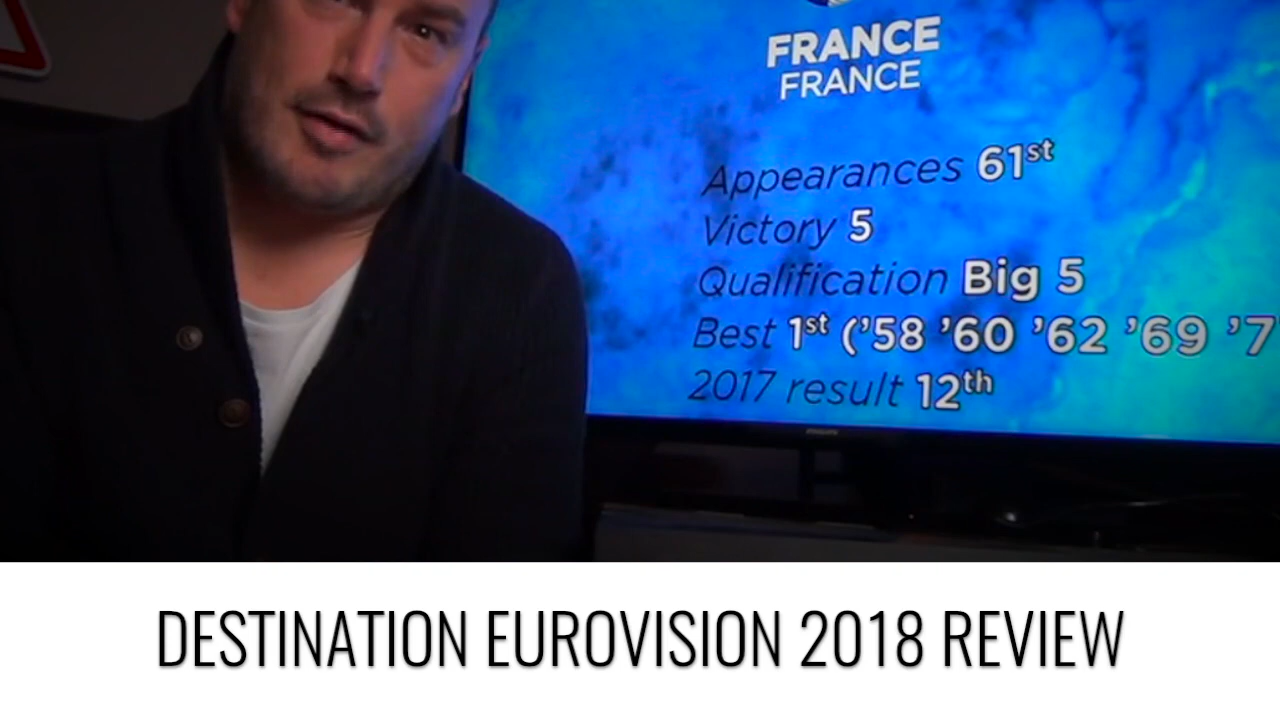 FRANCE
FRANCE
Appearances 61st
Victory 5
Qualification Big 5
Best 1st ('58 '60 '62 '69 '7
2017 result 12th
DESTINATION EUROVISION 2018 REVIEW